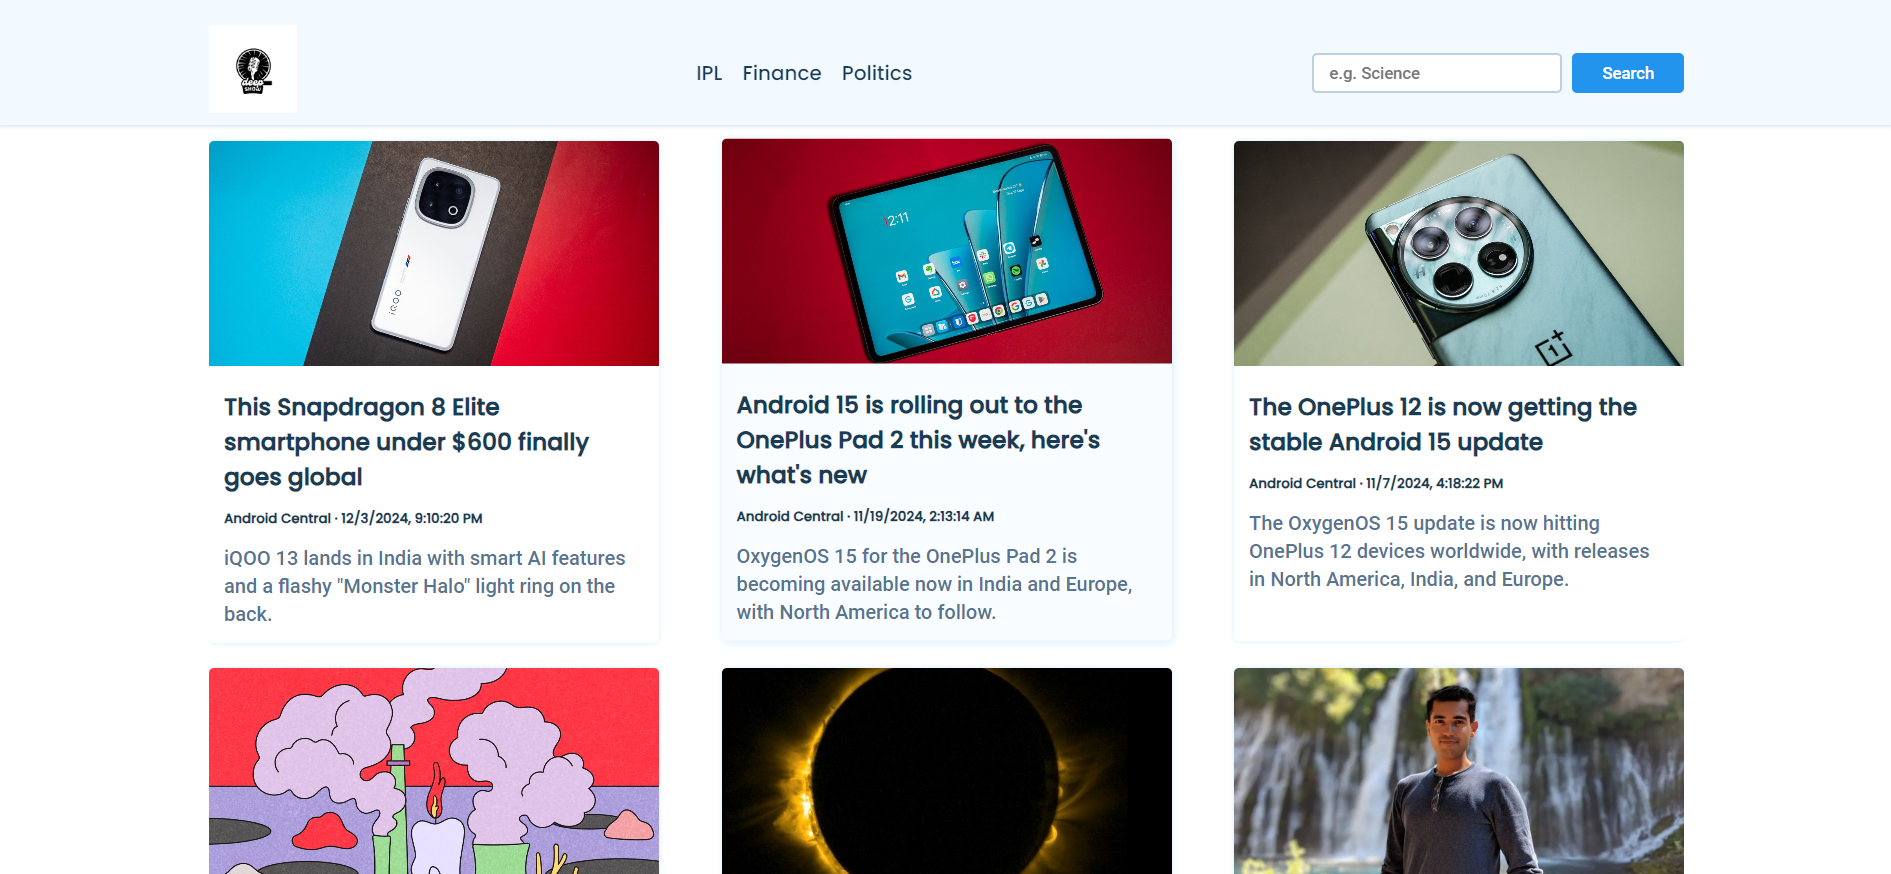 deep
SHOW
IPL Finance Politics
e.g. Science
Search
iQOO
12:11
This Snapdragon 8 Elite
smartphone under $600 finally
goes global
Android Central · 12/3/2024, 9:10:20 PM
iQOO 13 lands in India with smart AI features
and a flashy "Monster Halo" light ring on the
back.
Android 15 is rolling out to the
OnePlus Pad 2 this week, here's
what's new
Android Central · 11/19/2024, 2:13:14 AM
OxygenOS 15 for the OnePlus Pad 2 is
becoming available now in India and Europe,
with North America to follow.
The OnePlus 12 is now getting the
stable Android 15 update
Android Central · 11/7/2024, 4:18:22 PM
The OxygenOS 15 update is now hitting
OnePlus 12 devices worldwide, with releases
in North America, India, and Europe.